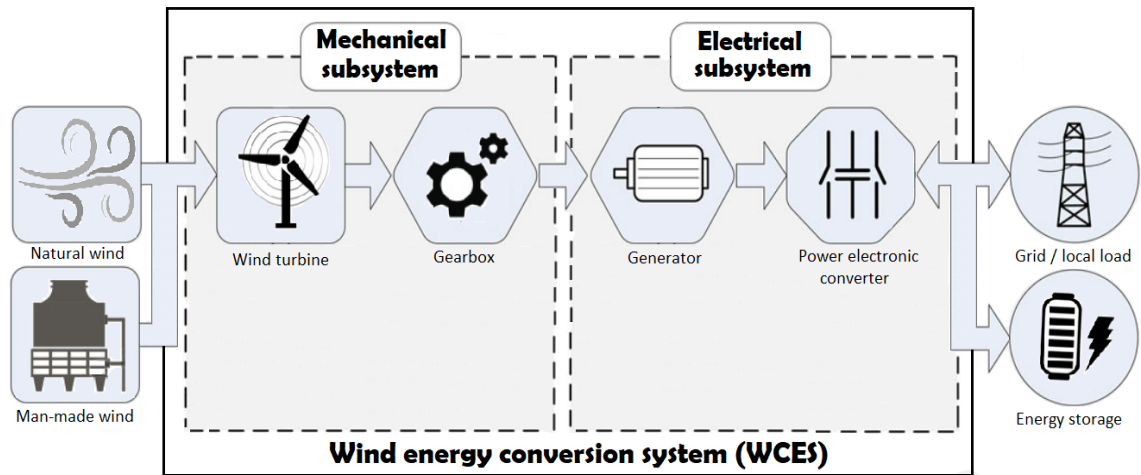 Mechanical
subsystem
Electrical
subsystem
Natural wind
Wind turbine
Gearbox
Generator
Power electronic
converter
Grid / local load
Man-made wind
Energy storage
Wind energy conversion system (WCES)